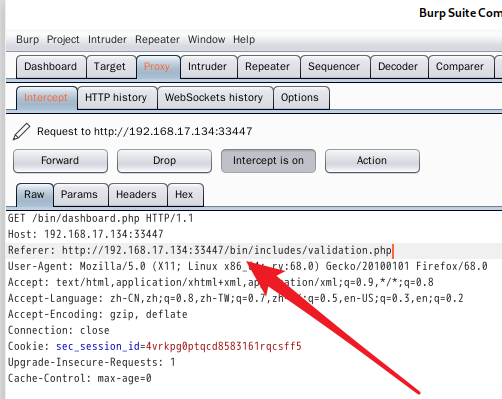 Burp Suite Com
Burp Project Intruder Repeater Window Help
Dashboard Target Proxy Intruder Repeater Sequencer Decoder Comparer
Intercept HTTP history WebSockets history Options
Request to http://192.168.17.134:33447
Forward Drop Intercept is on Action
Raw Params Headers Hex
GET /bin/dashboard.php HTTP/1.1
Host: 192.168.17.134:33447
Referer: http://192.168.17.134:33447/bin/includes/validation.php
User-Agent: Mozilla/5.0 (X11; Linux rv:68.0) Gecko/20100101 Firefox/68.0
Accept: text/html,application/xhtml+xml,application/xml;q=0.9,*/*;q=0.8
Accept-Language: zh-CN,zh;q=0.8,zh-TW;q=0.7,zh-HK;q=0.5,en-US;q=0.3,en;q=0.2
Accept-Encoding: gzip, deflate
Connection: close
Cookie: sec_session_id=4vrkpg0ptqcd8583161rqcsff5
Upgrade-Insecure-Requests: 1
Cache-Control: max-age=0